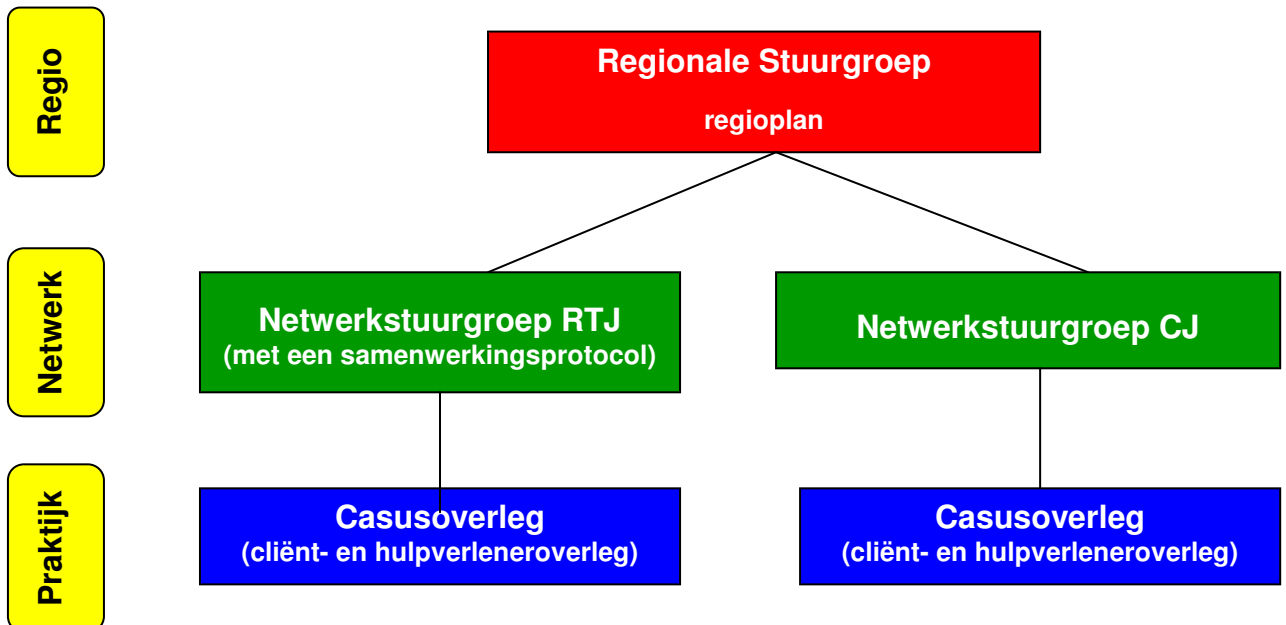 Regio
Regionale Stuurgroep
regioplan
Netwerk
Netwerkstuurgroep RTJ
(met een samenwerkingsprotocol)
Netwerkstuurgroep CJ
Praktijk
Casusoverleg
(cliënt- en hulpverleneroverleg)
Casusoverleg
(cliënt- en hulpverleneroverleg)